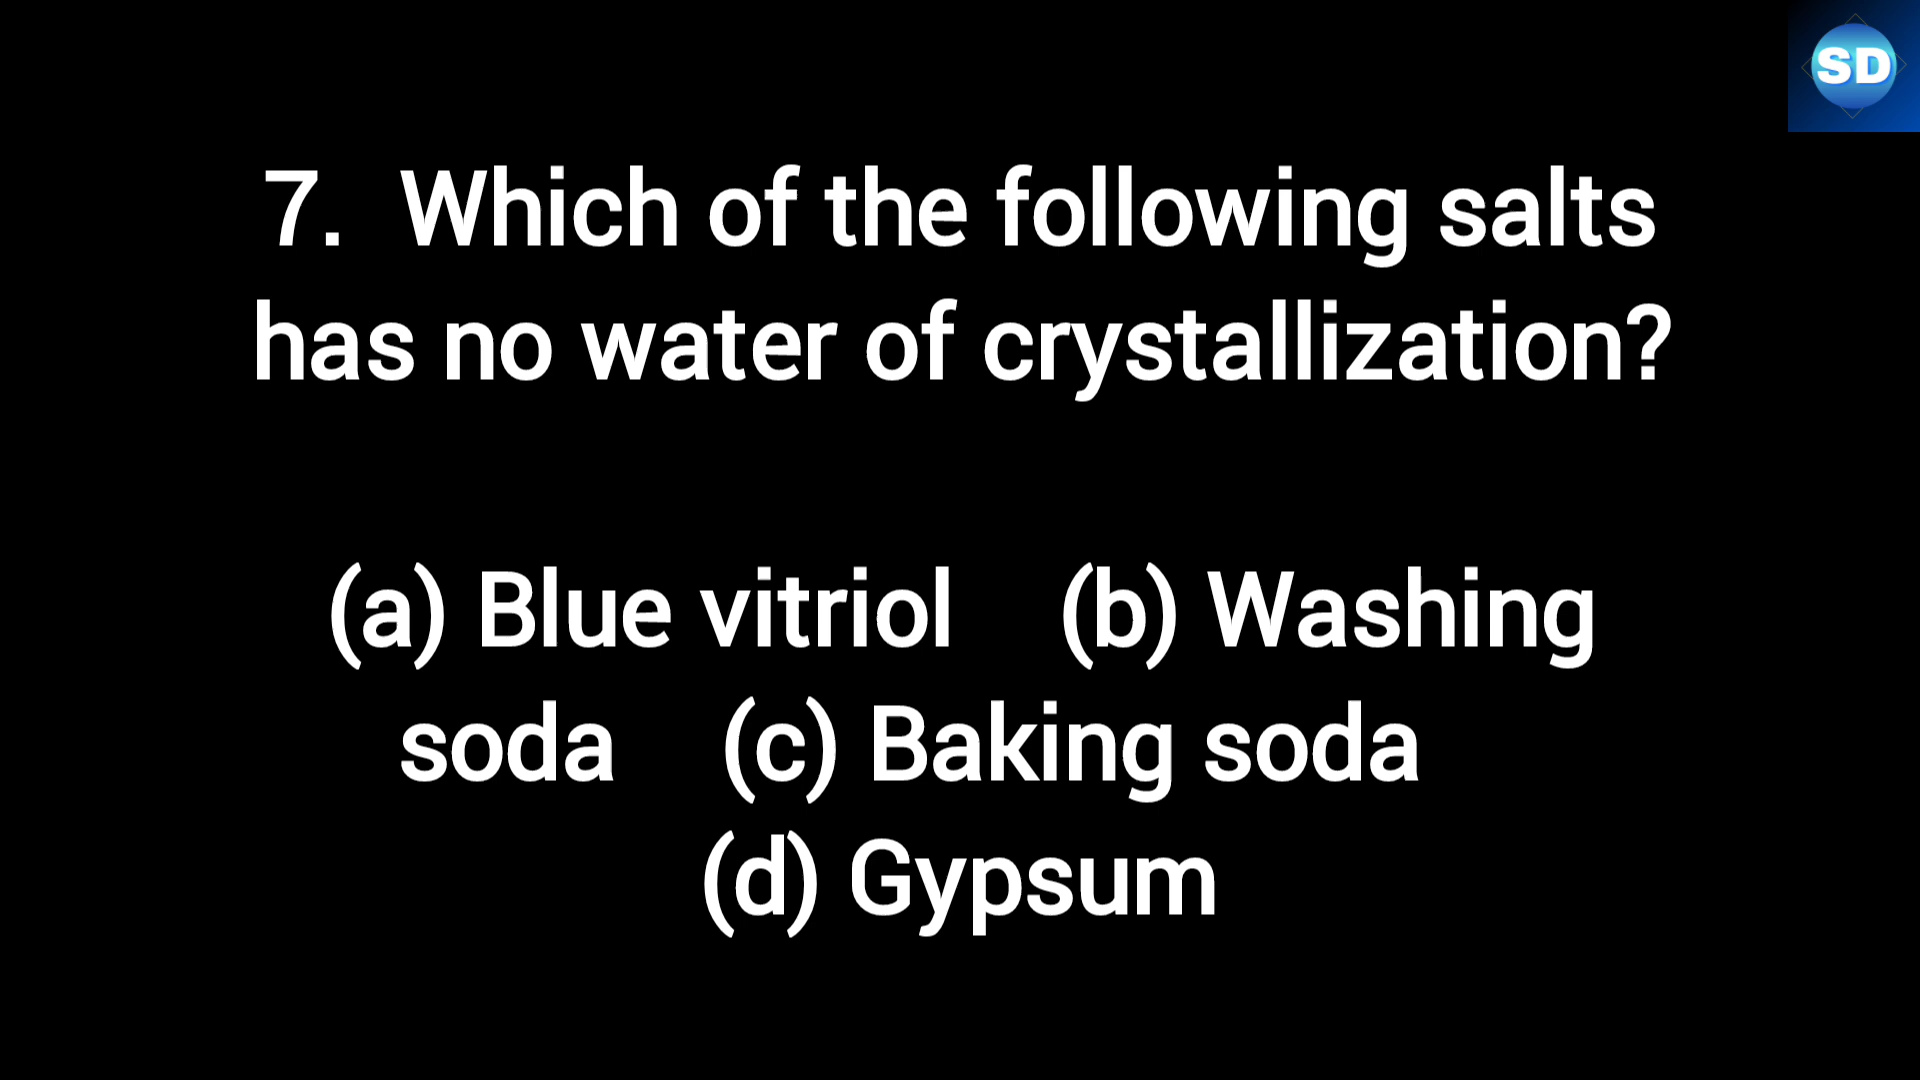 SD
7. Which of the following salts
has no water of crystallization?
(a) Blue vitriol (b) Washing
soda (c) Baking soda
(d) Gypsum